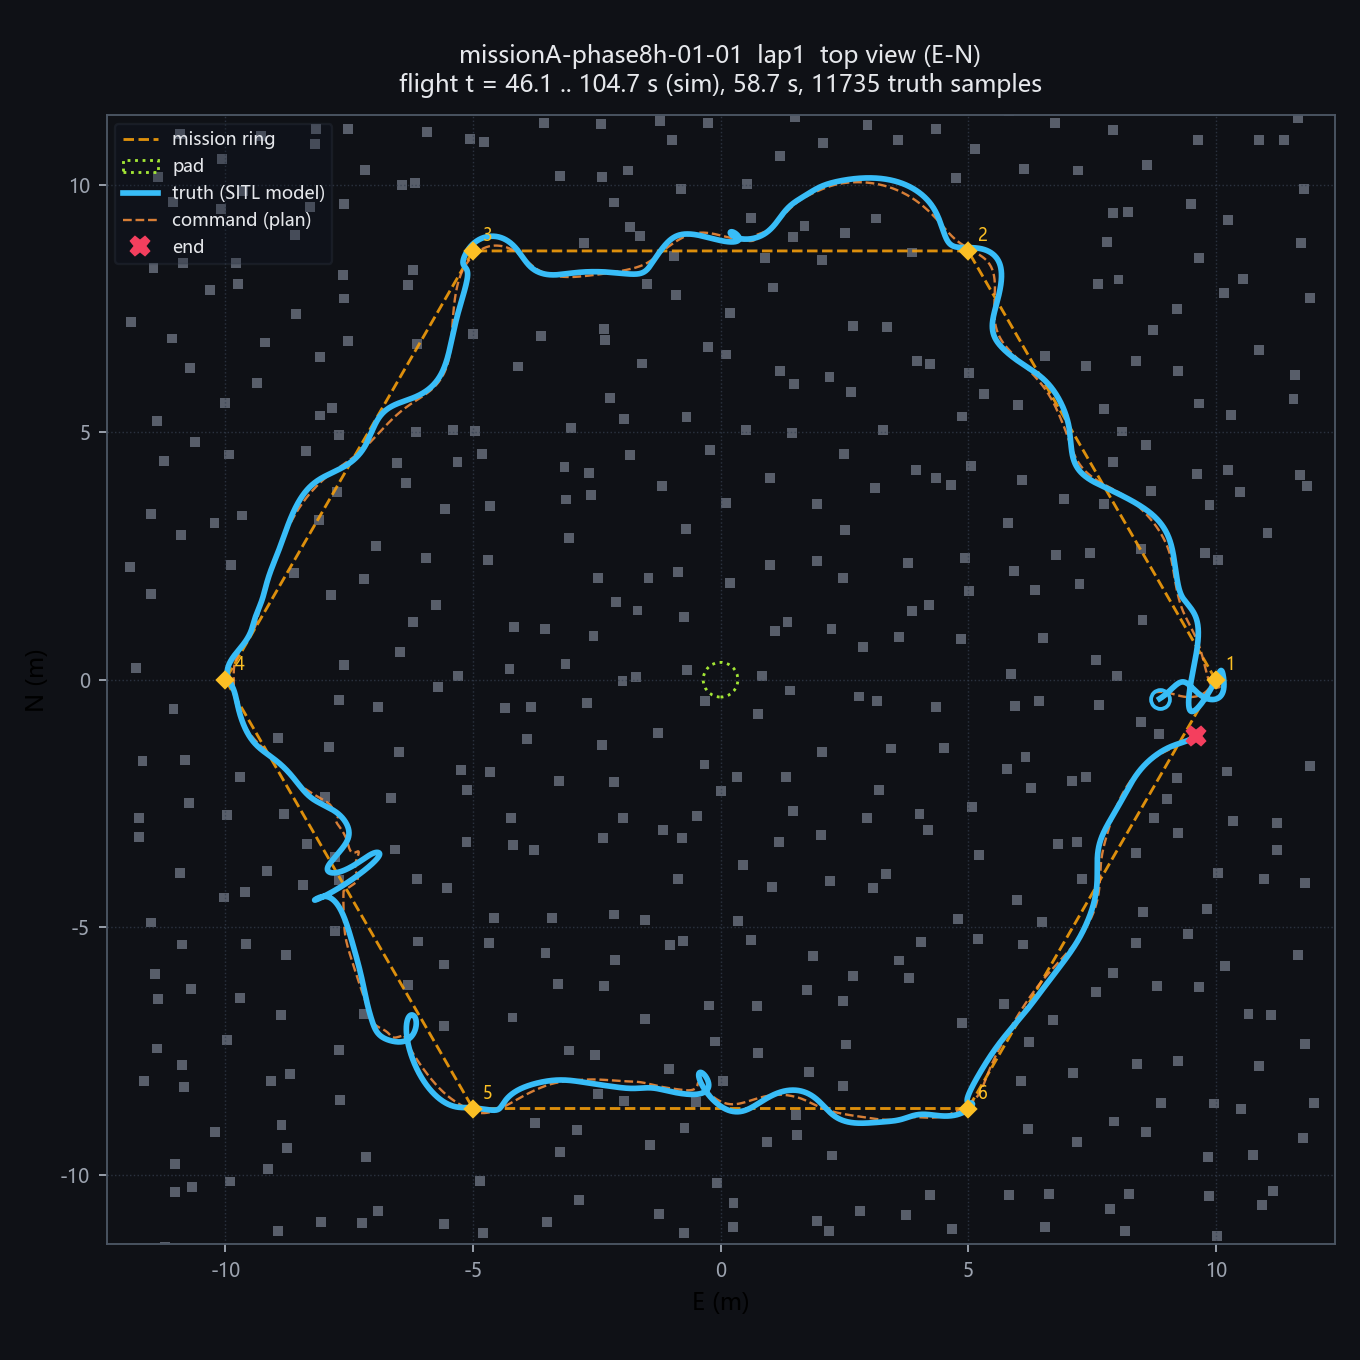 missionA-phase8h-01-01 lap1 top view (E-N)
flight t = 46.1 .. 104.7 s (sim), 58.7 s, 11735 truth samples
mission ring
pad
truth (SITL model)
command (plan)
end
3
2
4
1
5
6
10
5
0
-5
-10
N (m)
-10
-5
0
5
10
E (m)